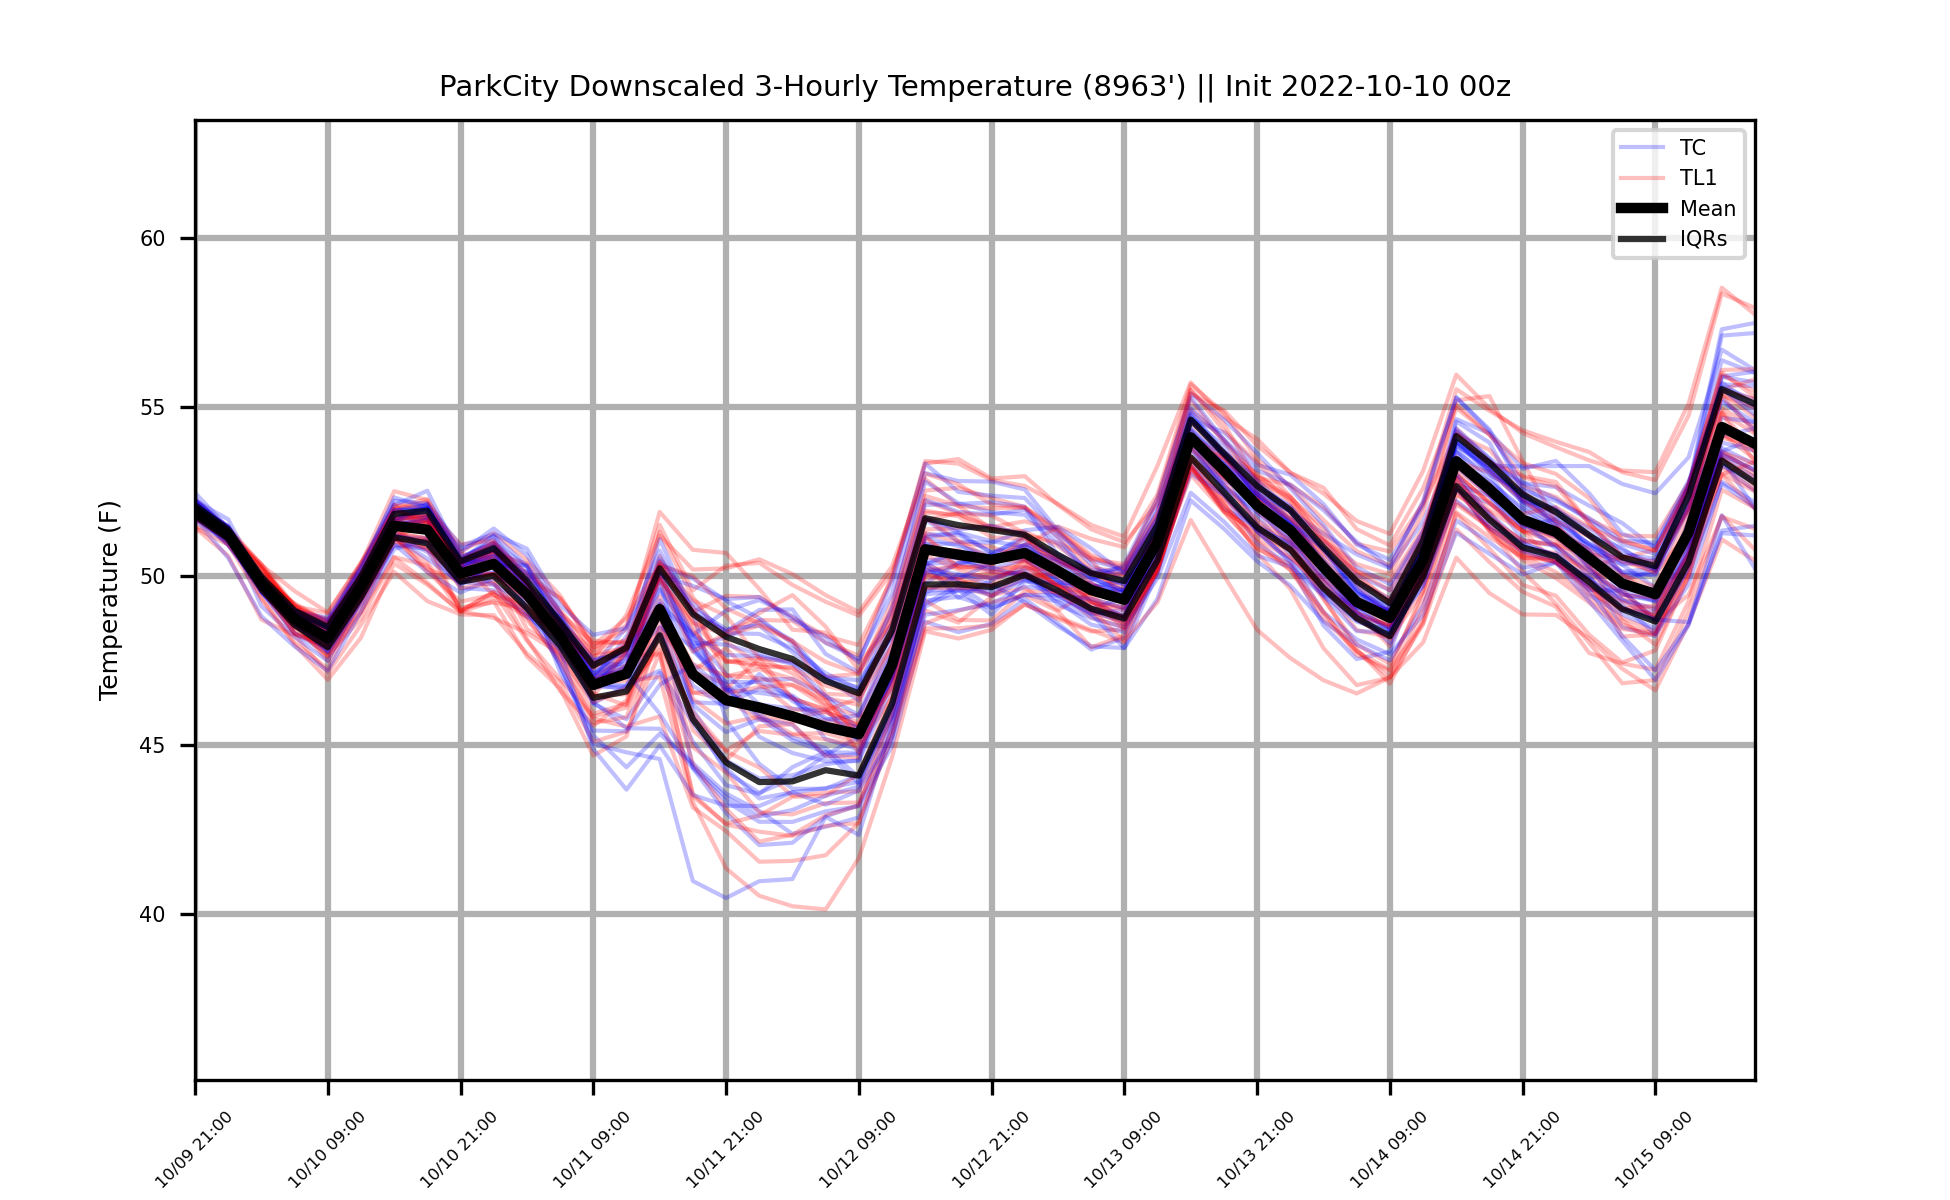 ParkCity Downscaled 3-Hourly Temperature (8963') || Init 2022-10-10 00z
TC
TL1
Mean
IQRs
Temperature (F)
60
55
50
45
40
10/09 21:00
10/10 09:00
10/10 21:00
10/11 09:00
10/11 21:00
10/12 09:00
10/12 21:00
10/13 09:00
10/13 21:00
10/14 09:00
10/14 21:00
10/15 09:00